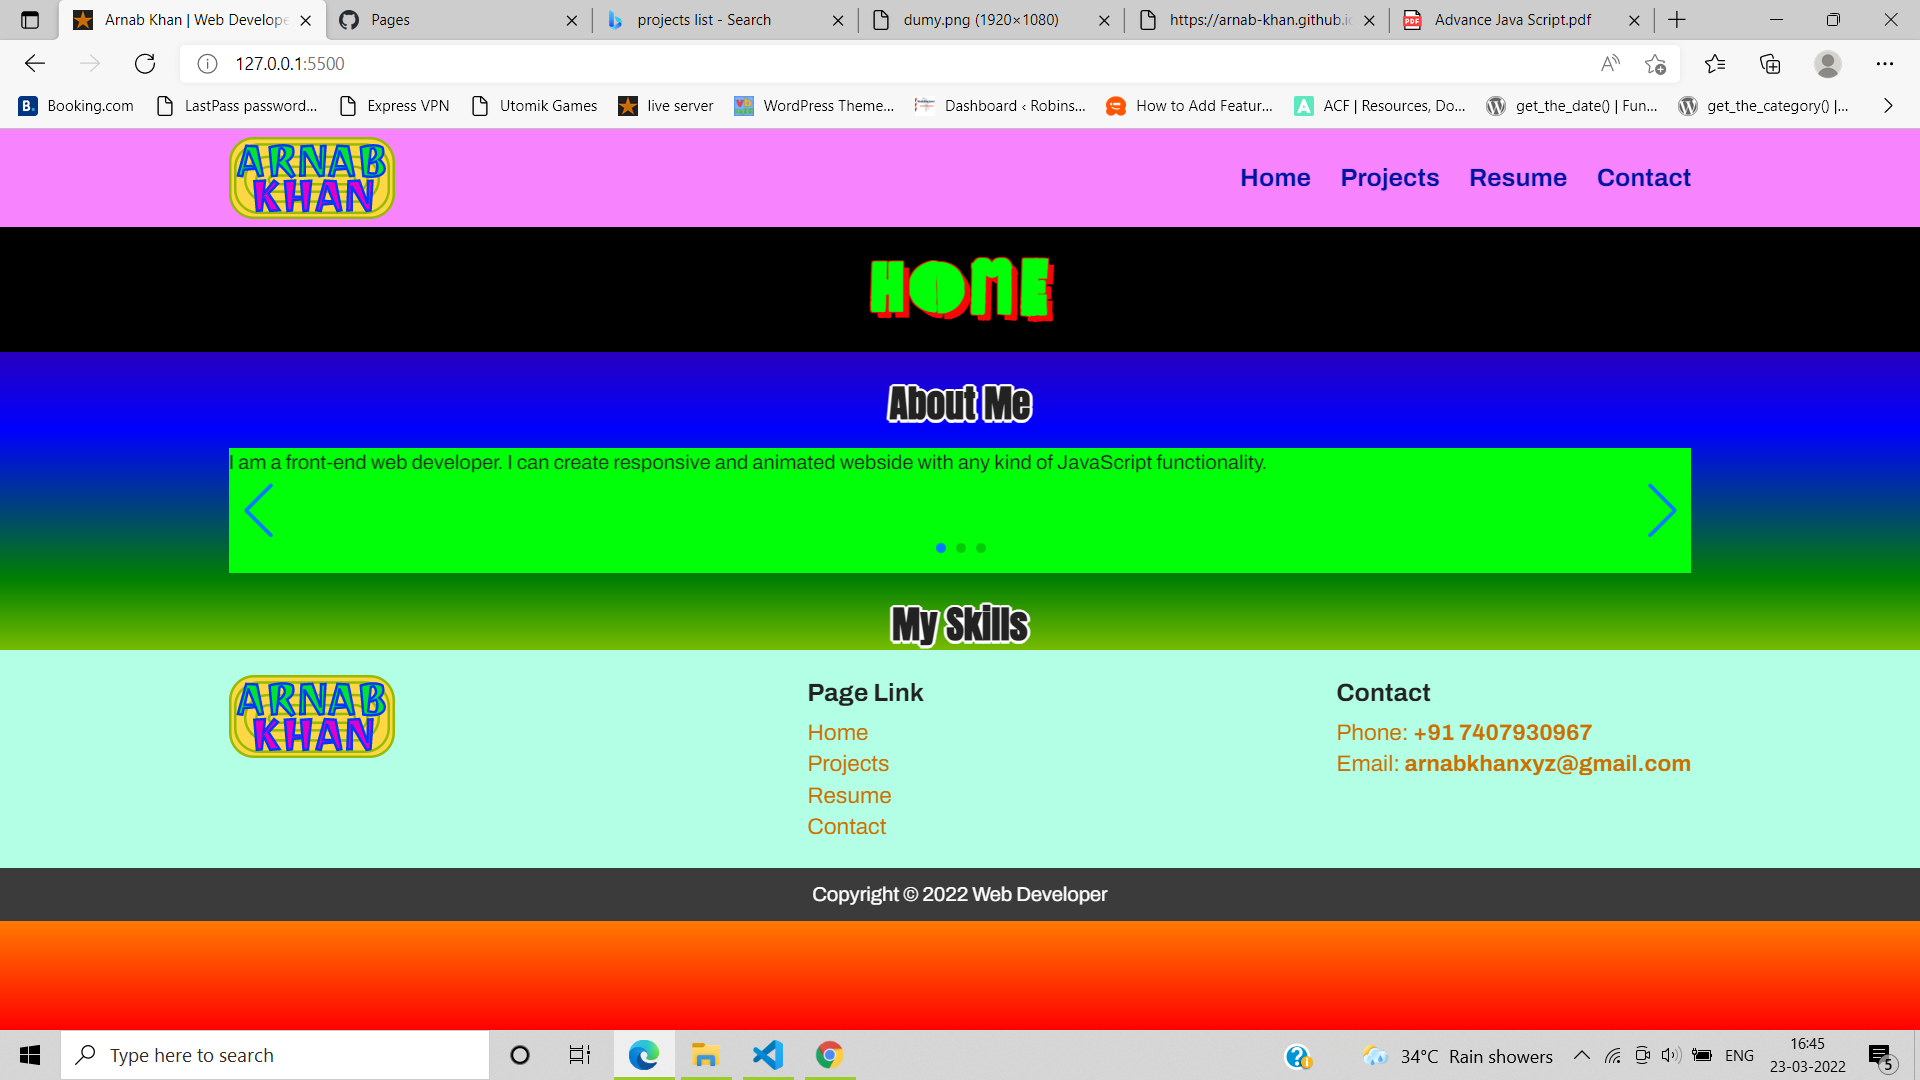 Arnab Khan | Web Develope
Pages
projects list - Search
dumy.png (1920×1080)
https://arnab-khan.github.io
Advance Java Script.pdf
127.0.0.1:5500
Booking.com
LastPass password...
Express VPN
Utomik Games
live server
WordPress Theme...
Dashboard ‹ Robins...
How to Add Featur...
ACF | Resources, Do...
get_the_date() | Fun...
get_the_category() |...
ARNAB
KHAN
Home
Projects
Resume
Contact
HOME
About Me
I am a front-end web developer. I can create responsive and animated webside with any kind of JavaScript functionality.
My Skills
ARNAB
KHAN
Page Link
Home
Projects
Resume
Contact
Contact
Phone: +91 7407930967
Email: arnabkhanxyz@gmail.com
Copyright © 2022 Web Developer
Type here to search
34°C Rain showers
ENG
16:45
23-03-2022
5